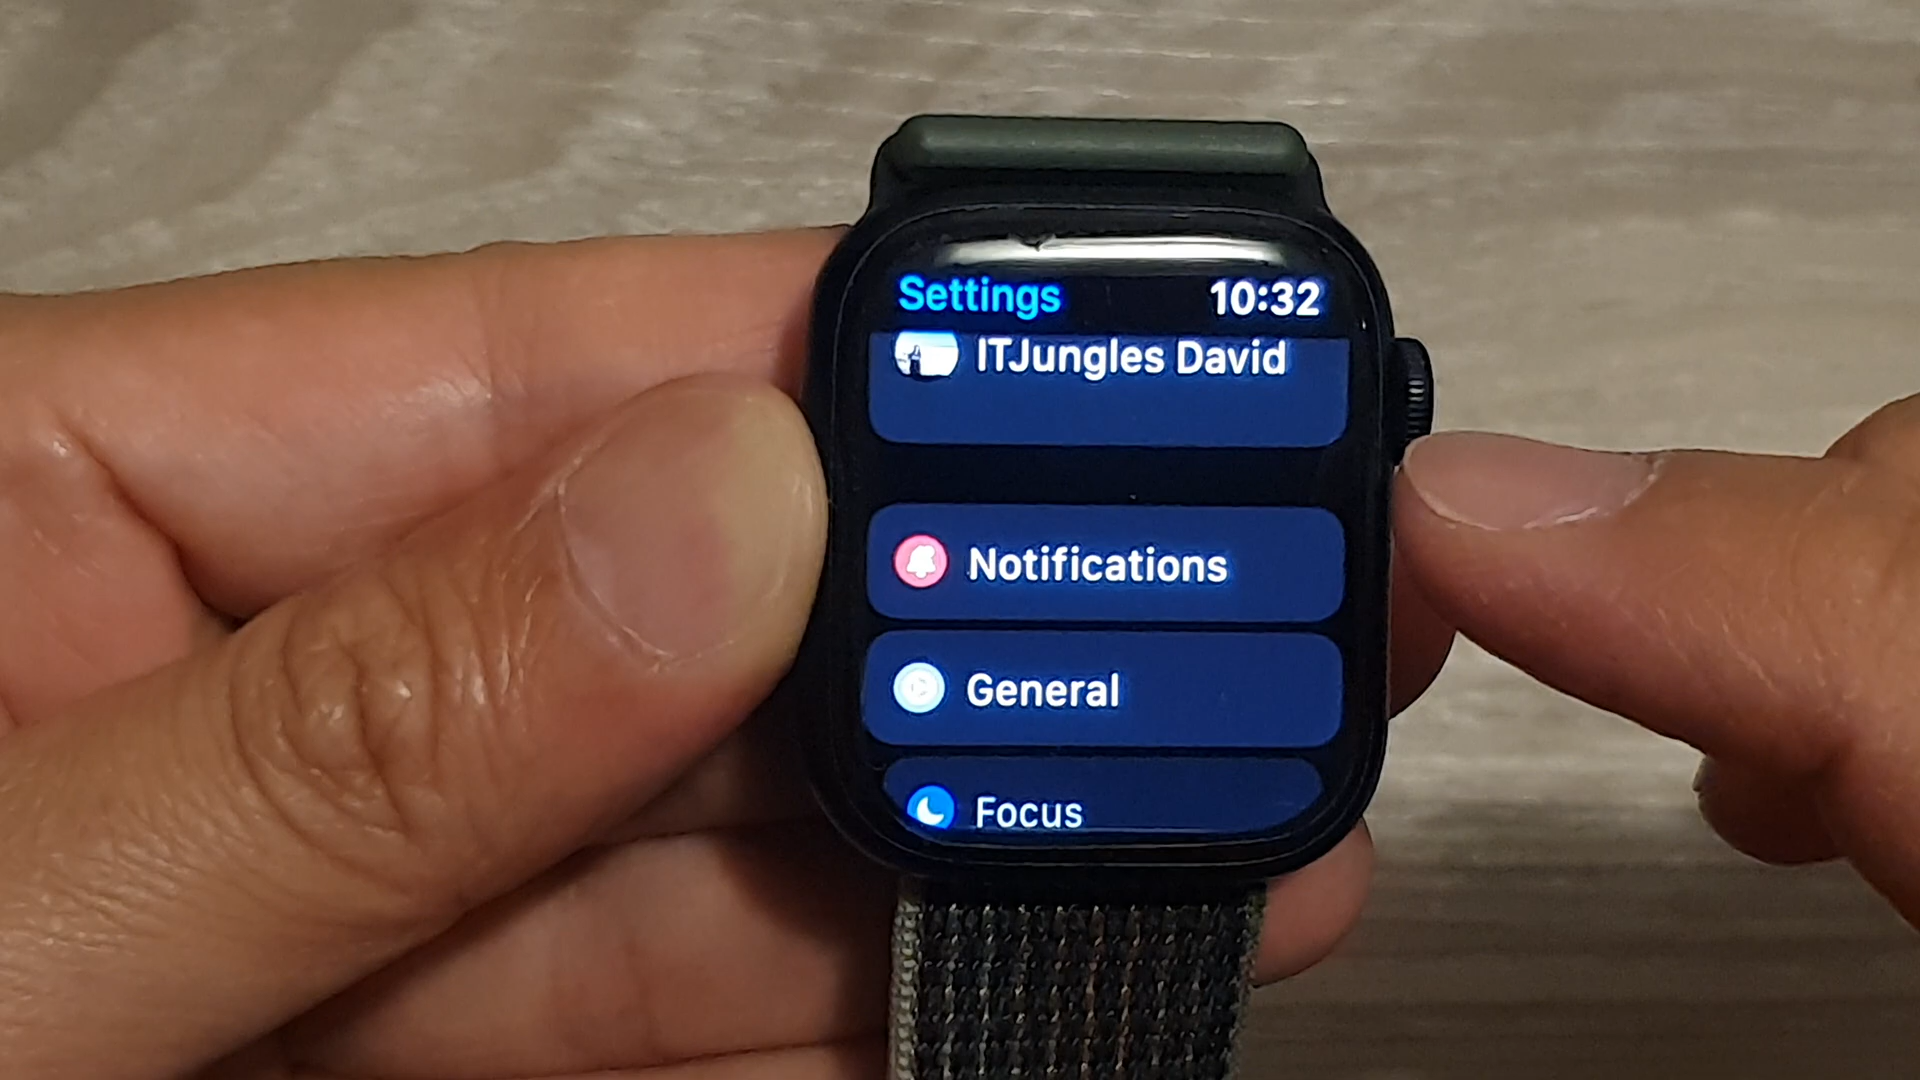 Settings 10:32
ITJungles David
Notifications
General
Focus